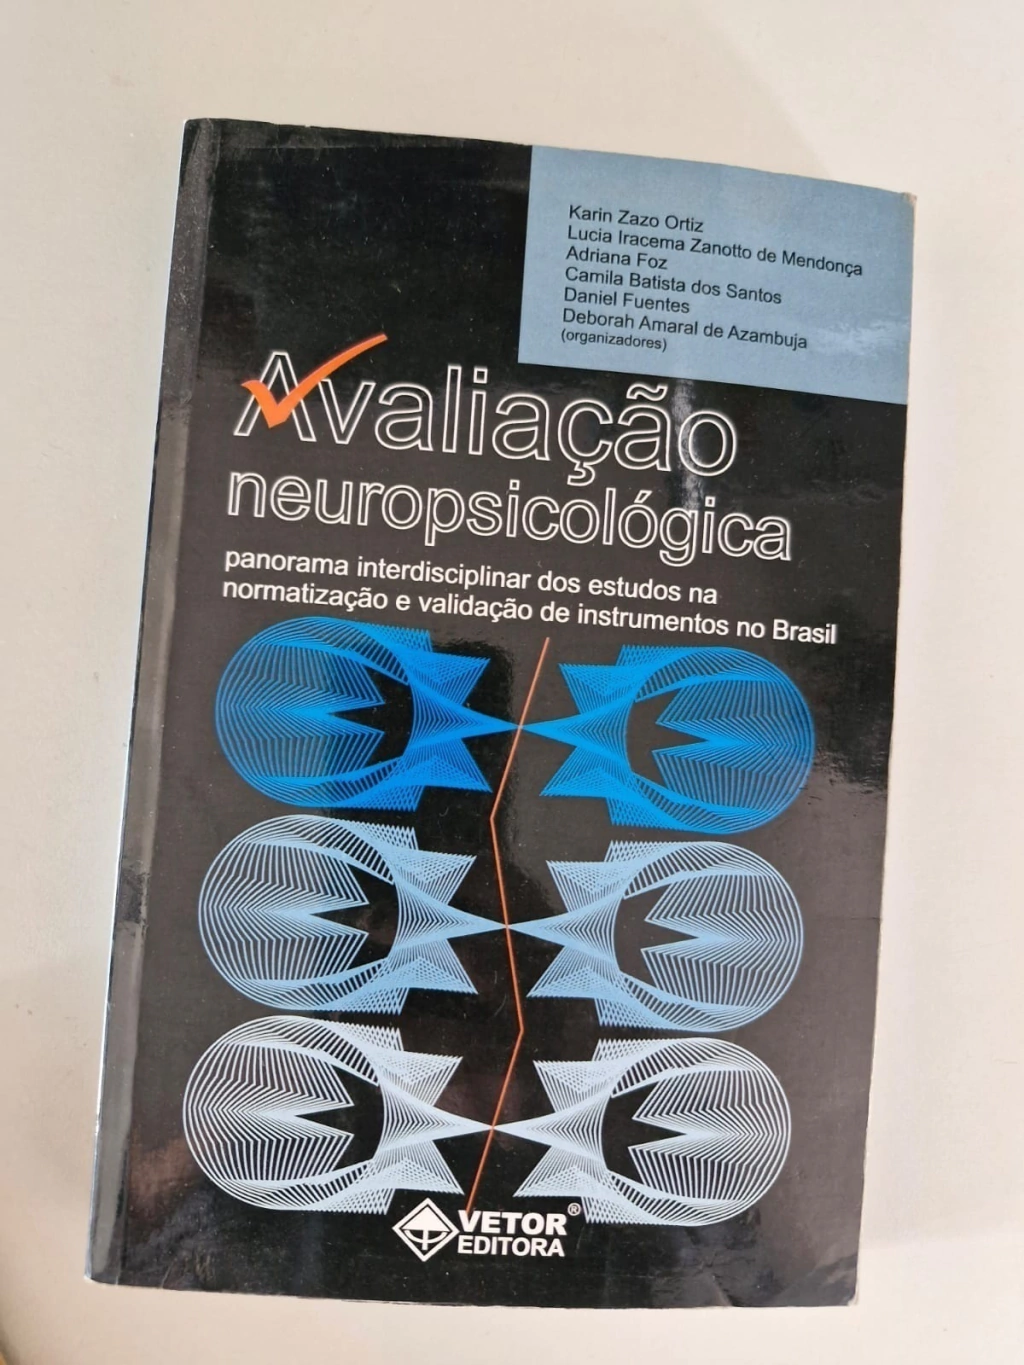 Karin Zazo Ortiz
Lucia Iracema Zanotto de Mendonça
Adriana Foz
Camila Batista dos Santos
Daniel Fuentes
Deborah Amaral de Azambuja
(organizadores)
Avaliação
neuropsicológica
panorama interdisciplinar dos estudos na
normatização e validação de instrumentos no Brasil
VETOR®
EDITORA